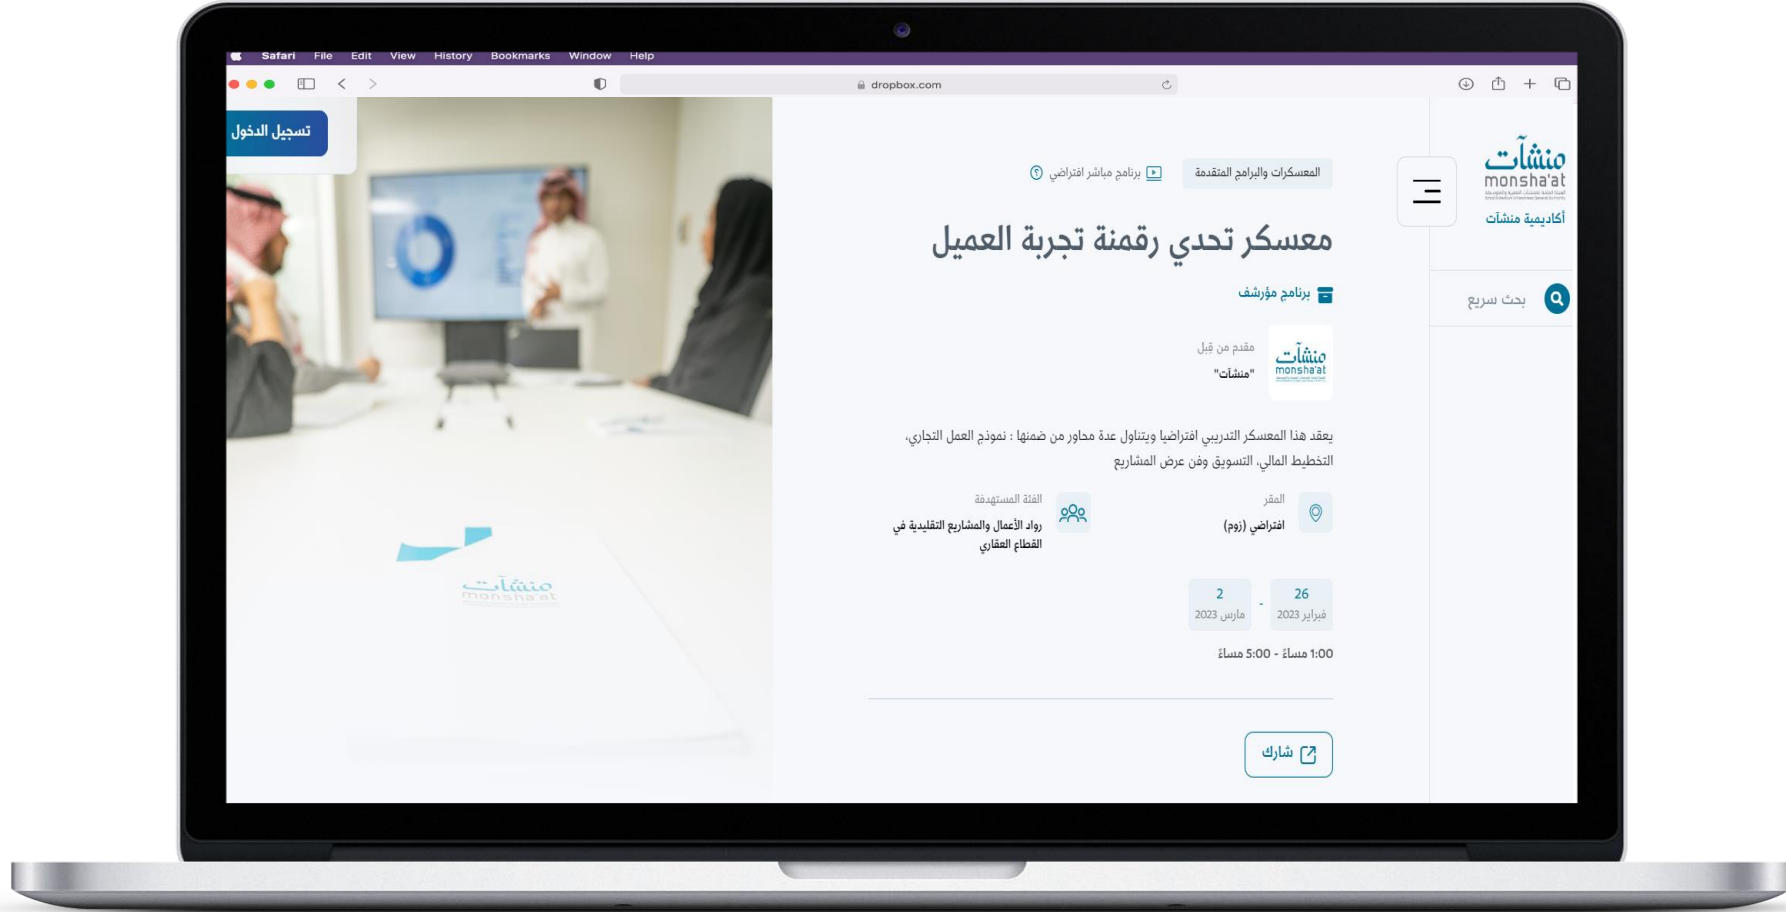 Safari File Edit View History Bookmarks Window Help
dropbox.com
تسجيل الدخول
منشآت
monsha'at
أكاديمية منشآت
بحث سريع
المعسكرات والبرامج المتقدمة
برنامج مباشر افتراضي
معسكر تحدي رقمنة تجربة العميل
برنامج مؤرشف
منشآت
monsha'at
مقدم من قِبل
"منشآت"
يعقد هذا المعسكر التدريبي افتراضيا ويتناول عدة محاور من ضمنها : نموذج العمل التجاري،
التخطيط المالي، التسويق وفن عرض المشاريع
المقر
افتراضي (زوم)
الفئة المستهدفة
رواد الأعمال والمشاريع التقليدية في
القطاع العقاري
26 - 2
فبراير 2023 مارس 2023
1:00 مساءً - 5:00 مساءً
شارك
منشآت
monsha'at